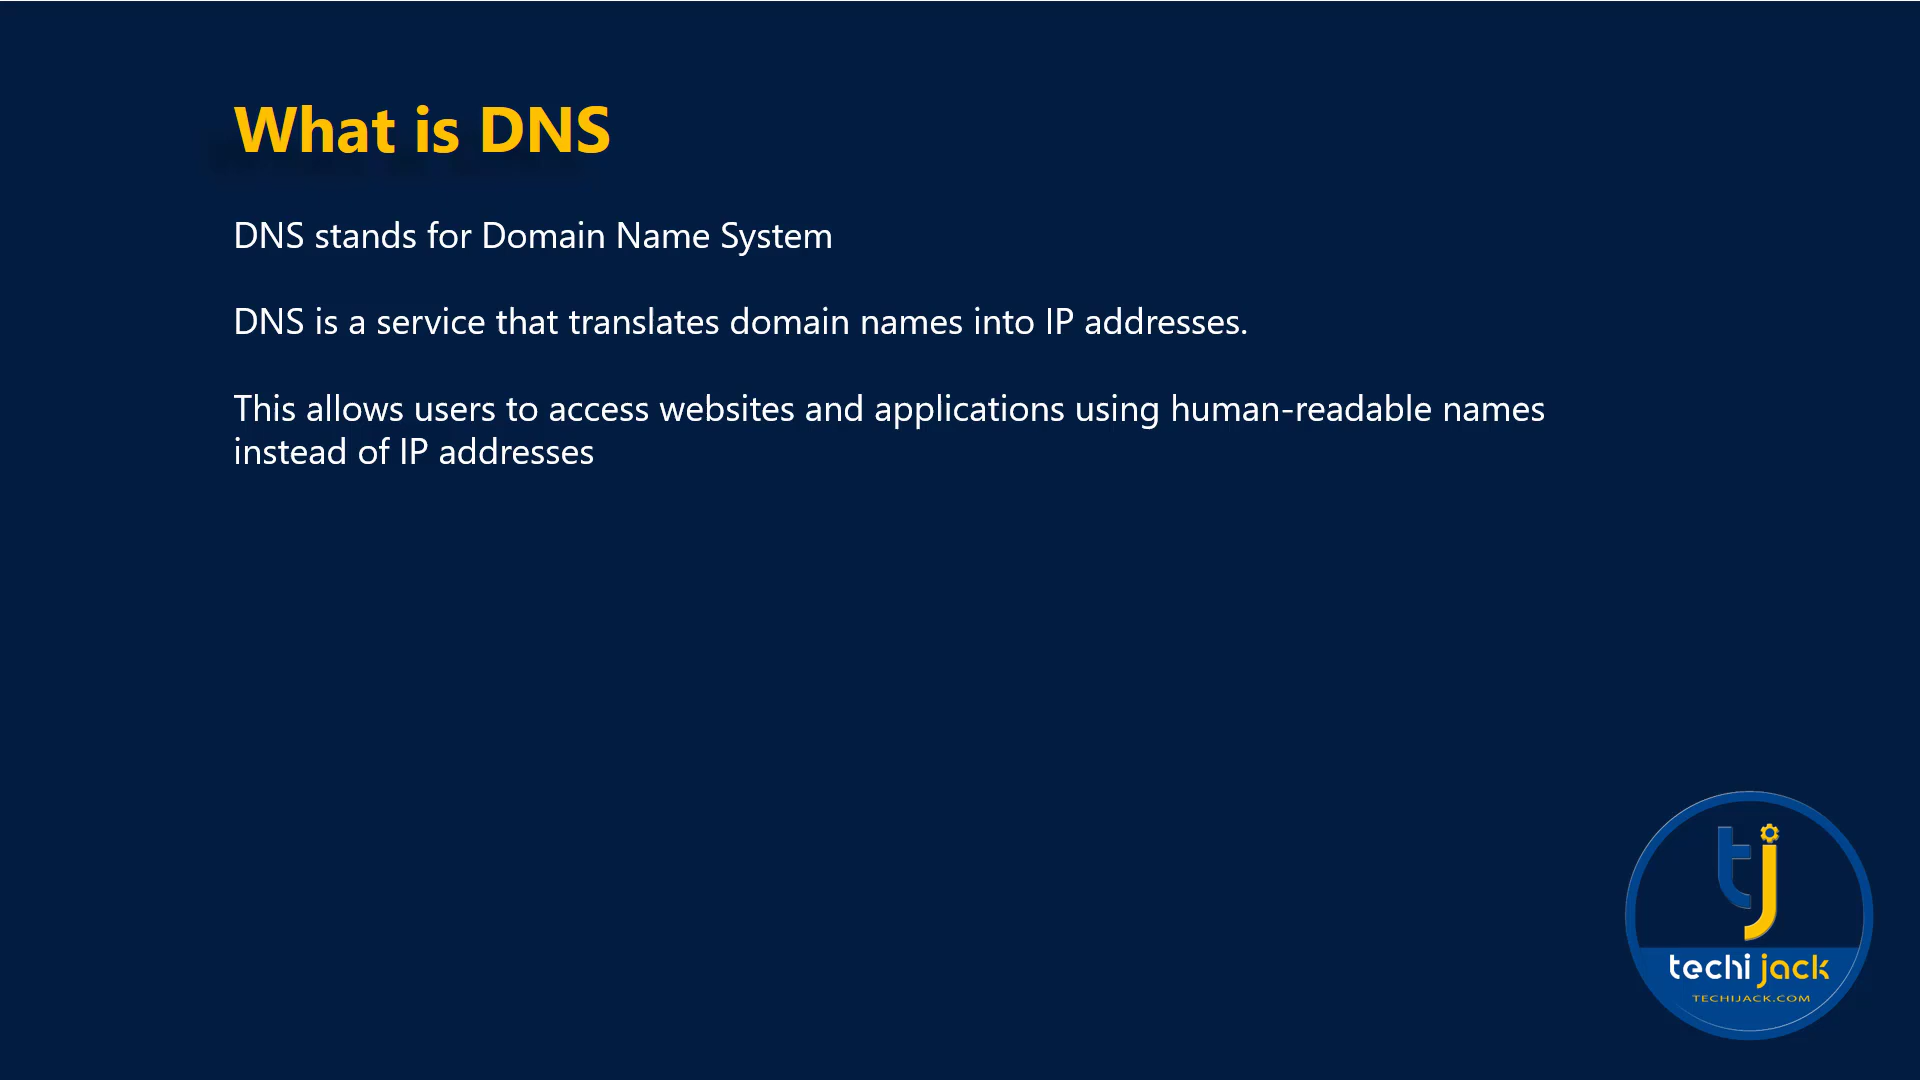 What is DNS
DNS stands for Domain Name System
DNS is a service that translates domain names into IP addresses.
This allows users to access websites and applications using human-readable names
instead of IP addresses
tj
techi jack
TECHIJACK.COM